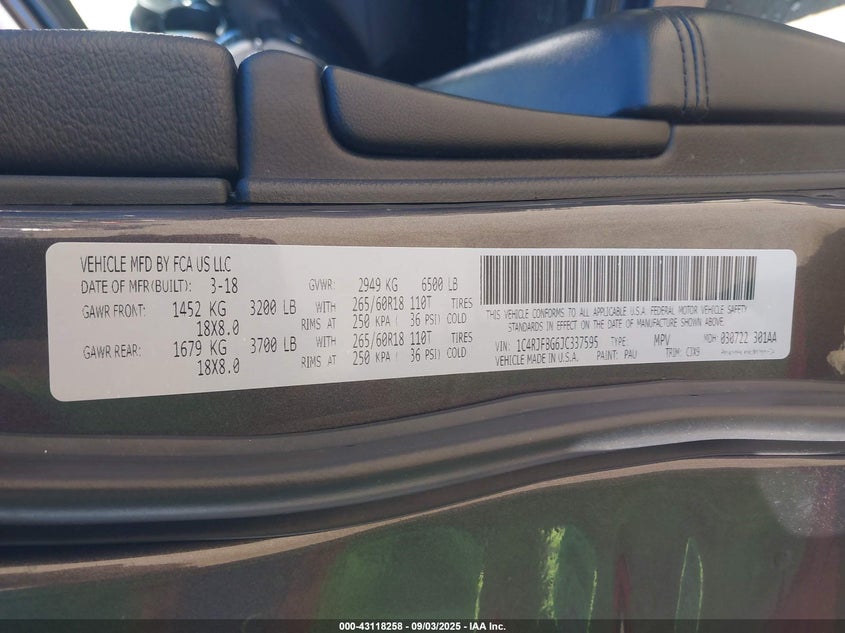 VEHICLE MFD BY FCA US LLC
DATE OF MFR(BUILT): 3-18 GVWR: 2949 KG 6500 LB
GAWR FRONT: 1452 KG 3200 LB WITH 265/60R18 110T TIRES
18X8.0 RIMS AT 250 KPA ( 36 PSI) COLD
GAWR REAR: 1679 KG 3700 LB WITH 265/60R18 110T TIRES
18X8.0 RIMS AT 250 KPA ( 36 PSI) COLD
THIS VEHICLE CONFORMS TO ALL APPLICABLE U.S.A. FEDERAL MOTOR VEHICLE SAFETY
STANDARDS IN EFFECT ON THE DATE OF MANUFACTURE SHOWN ABOVE.
VIN: 1C4RJFBG6JC337595 TYPE: MPV MDH: 030722 301AA
VEHICLE MADE IN U.S.A. PAINT: PAU TRIM: CJX9
000-43118258 - 09/03/2025 - IAA Inc.